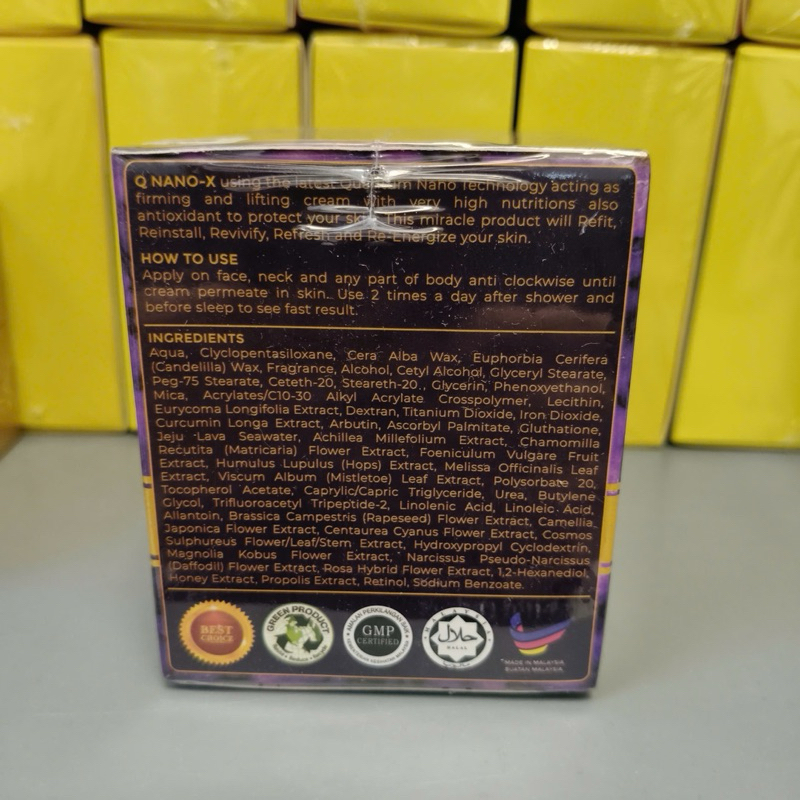 Q NANO-X using the latest Quantum Nano Technology acting as
firming and lifting cream with very high nutritions also
antioxidant to protect your skin. This miracle product will Refit,
Reinstall, Revivify, Refresh and Re-Energize your skin.
HOW TO USE
Apply on face, neck and any part of body anti clockwise until
cream permeate in skin. Use 2 times a day after shower and
before sleep to see fast result.
INGREDIENTS
Aqua, Clyclopentasiloxane, Cera Alba Wax, Euphorbia Cerifera
(Candelilla) Wax, Fragrance, Alcohol, Cetyl Alcohol, Glyceryl Stearate,
Peg-75 Stearate, Ceteth-20, Steareth-20., Glycerin, Phenoxyethanol,
Mica, Acrylates/C10-30 Alkyl Acrylate Crosspolymer, Lecithin,
Eurycoma Longifolia Extract, Dextran, Titanium Dioxide, Iron Dioxide,
Curcumin Longa Extract, Arbutin, Ascorbyl Palmitate, Gluthatione,
Jeju Lava Seawater, Achillea Millefolium Extract, Chamomilla
Recutita (Matricaria) Flower Extract, Foeniculum Vulgare Fruit
Extract, Humulus Lupulus (Hops) Extract, Melissa Officinalis Leaf
Extract, Viscum Album (Mistletoe) Leaf Extract, Polysorbate 20,
Tocopherol Acetate, Caprylic/Capric Triglyceride, Urea, Butylene
Glycol, Trifluoroacetyl Tripeptide-2, Linolenic Acid, Linoleic Acid,
Allantoin, Brassica Campestris (Rapeseed) Flower Extract, Camellia
Japonica Flower Extract, Centaurea Cyanus Flower Extract, Cosmos
Sulphureus Flower/Leaf/Stem Extract, Hydroxypropyl Cyclodextrin,
Magnolia Kobus Flower Extract, Narcissus Pseudo-Narcissus
(Daffodil) Flower Extract, Rosa Hybrid Flower Extract, 1,2-Hexanediol,
Honey Extract, Propolis Extract, Retinol, Sodium Benzoate.
BEST
CHOICE
GREEN PRODUCT
GMP
CERTIFIED
MALAYSIA
حلال
HALAL
"MADE IN MALAYSIA
BUATAN MALAYSIA"